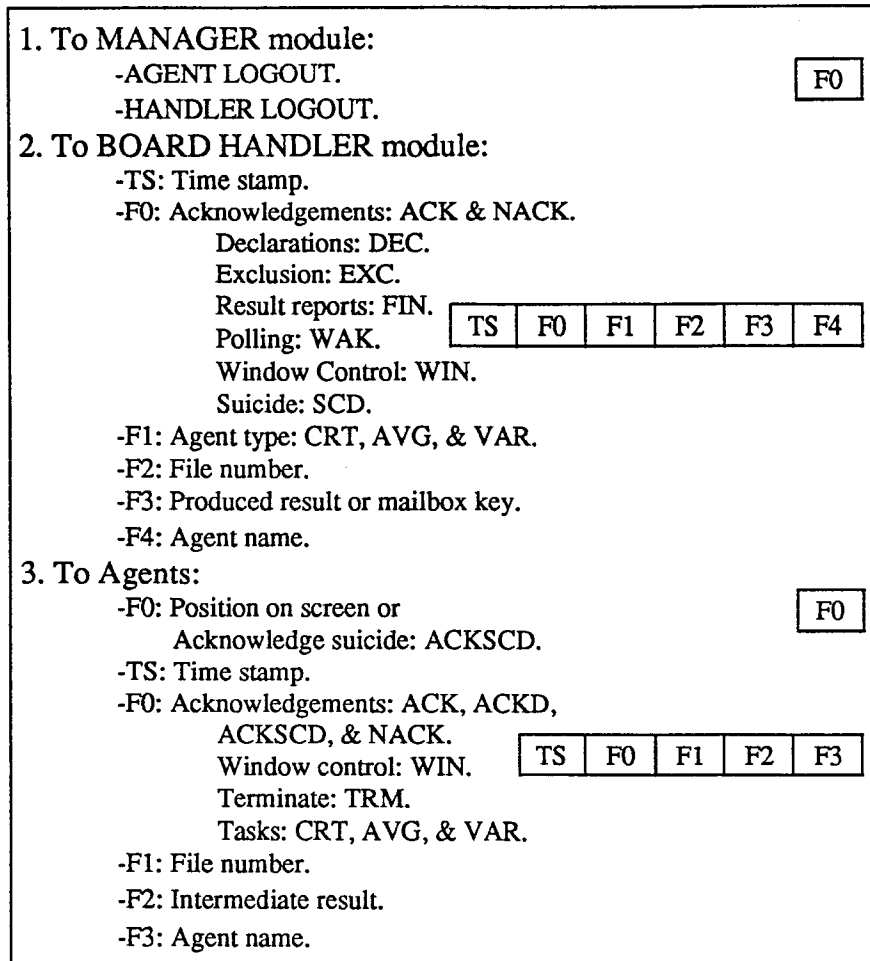 1. To MANAGER module:
-AGENT LOGOUT.
F0
-HANDLER LOGOUT.
2. To BOARD HANDLER module:
-TS: Time stamp.
-F0: Acknowledgements: ACK & NACK.
Declarations: DEC.
Exclusion: EXC.
Result reports: FIN.
TS F0 F1 F2 F3 F4
Polling: WAK.
Window Control: WIN.
Suicide: SCD.
-F1: Agent type: CRT, AVG, & VAR.
-F2: File number.
-F3: Produced result or mailbox key.
-F4: Agent name.
3. To Agents:
-F0: Position on screen or
F0
Acknowledge suicide: ACKSCD.
-TS: Time stamp.
-F0: Acknowledgements: ACK, ACKD,
ACKSCD, & NACK.
TS F0 F1 F2 F3
Window control: WIN.
Terminate: TRM.
Tasks: CRT, AVG, & VAR.
-F1: File number.
-F2: Intermediate result.
-F3: Agent name.